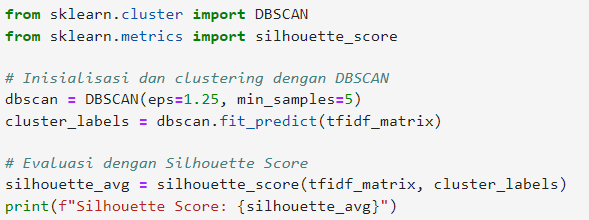 from sklearn.cluster import DBSCAN
from sklearn.metrics import silhouette_score
# Inisialisasi dan clustering dengan DBSCAN
dbscan = DBSCAN(eps=1.25, min_samples=5)
cluster_labels = dbscan.fit_predict(tfidf_matrix)
# Evaluasi dengan Silhouette Score
silhouette_avg = silhouette_score(tfidf_matrix, cluster_labels)
print(f"Silhouette Score: {silhouette_avg}")